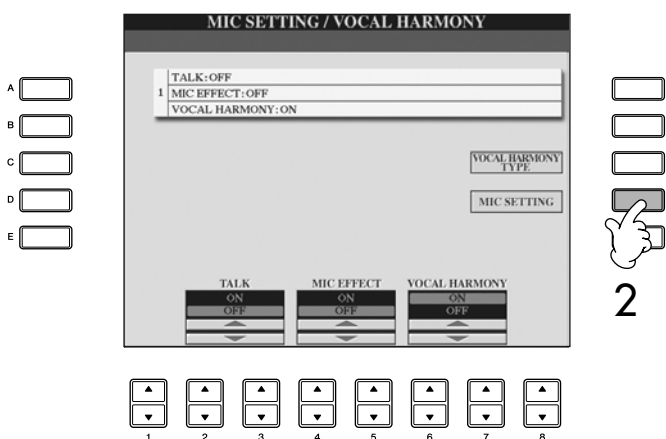 MIC SETTING / VOCAL HARMONY
1 TALK:OFF
MIC EFFECT:OFF
VOCAL HARMONY:ON
A
B
C
D
E
VOCAL HARMONY
TYPE
MIC SETTING
2
TALK MIC EFFECT VOCAL HARMONY
ON ON ON
OFF OFF OFF
1 2 3 4 5 6 7 8